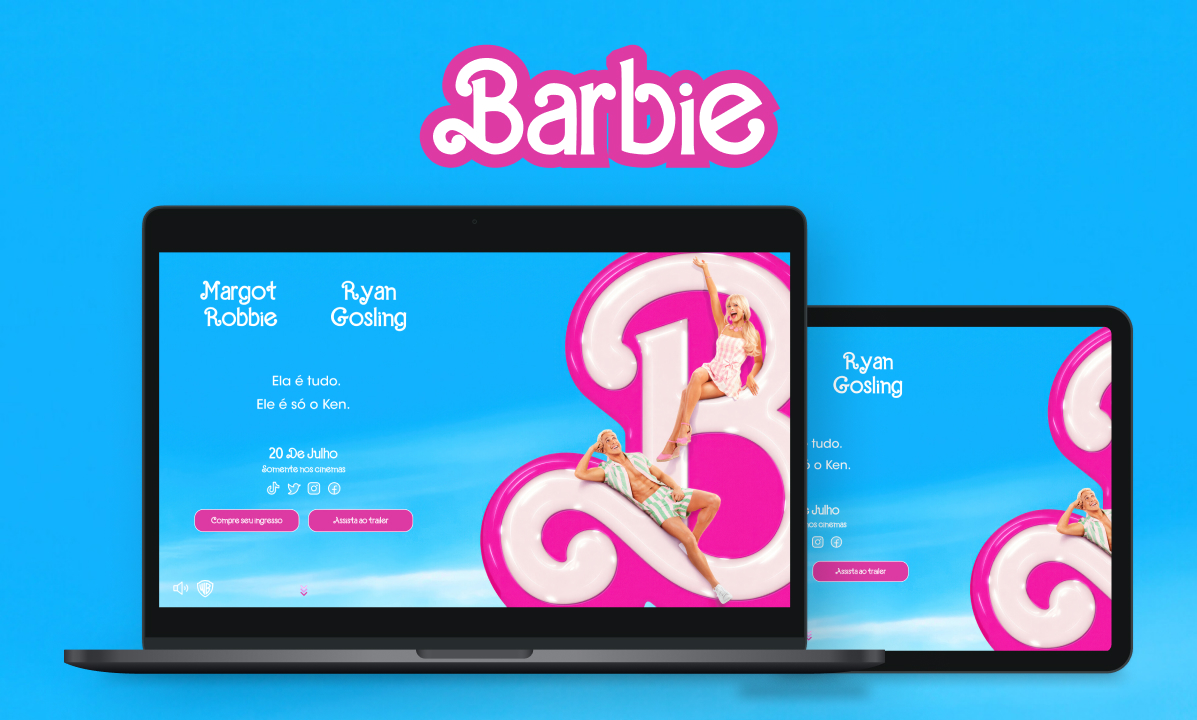 Barbie
Margot
Robbie
Ryan
Gosling
Ela é tudo.
Ele é só o Ken.
20 De Julho
Somente nos cinemas
Compre seu ingresso
Assista ao trailer
WB
Ryan
Gosling
tudo.
o Ken.
Julho
nos cinemas
Assista ao trailer